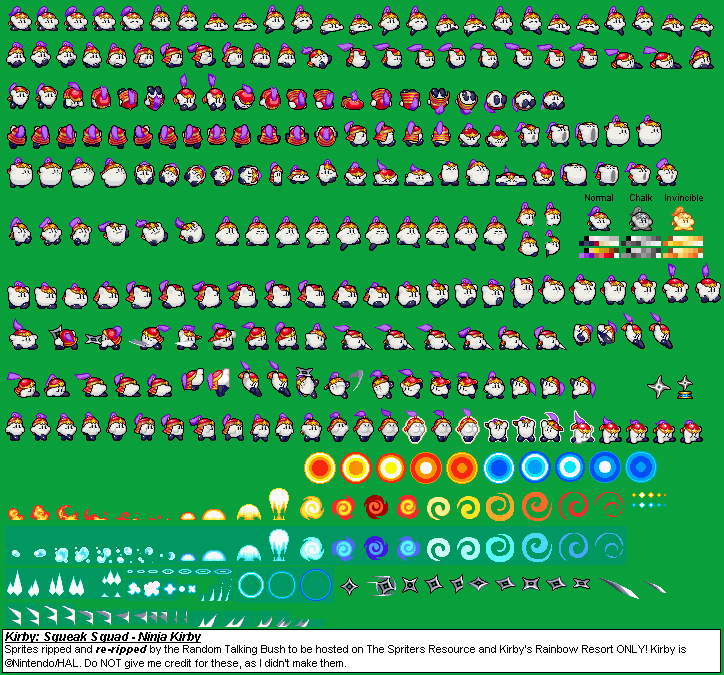 Normal Chalk Invincible
Kirby: Squeak Squad - Ninja Kirby
Sprites ripped and re-ripped by the Random Talking Bush to be hosted on The Spriters Resource and Kirby's Rainbow Resort ONLY! Kirby is
©Nintendo/HAL. Do NOT give me credit for these, as I didn't make them.